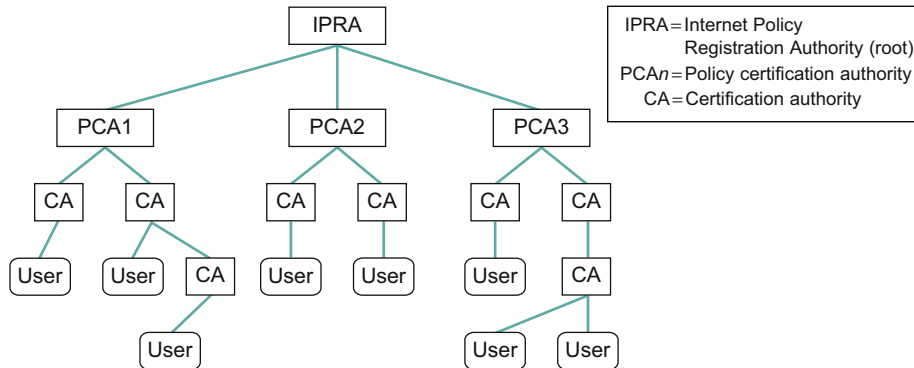 IPRA
IPRA=Internet Policy
Registration Authority (root)
PCAn=Policy certification authority
CA=Certification authority
PCA1 PCA2 PCA3
CA CA CA CA CA CA
User User CA User User User CA
User User User